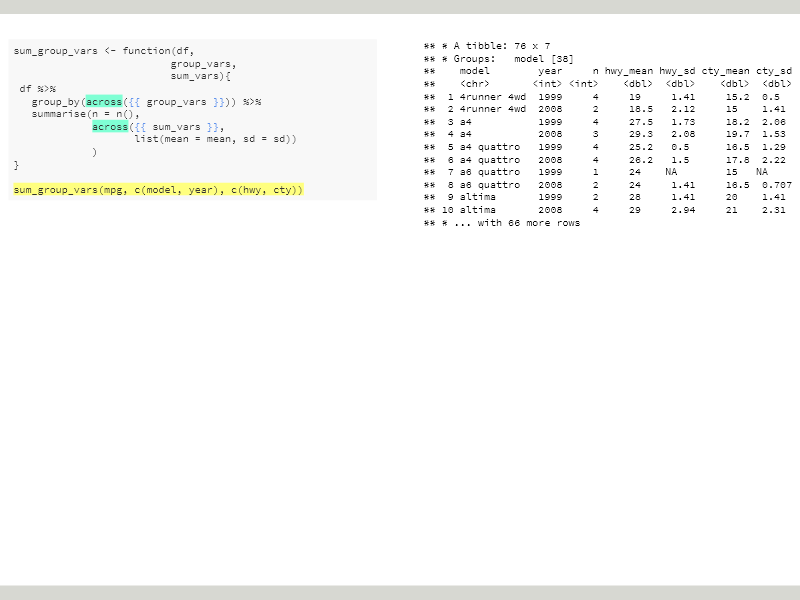 sum_group_vars <- function(df,
group_vars,
sum_vars){
df %>%
group_by(across({{ group_vars }})) %>%
summarise(n = n(),
across({{ sum_vars }},
list(mean = mean, sd = sd))
)
}
sum_group_vars(mpg, c(model, year), c(hwy, cty))
** # A tibble: 76 x 7
** # Groups: model [38]
** model year n hwy_mean hwy_sd cty_mean cty_sd
** <chr> <int> <int> <dbl> <dbl> <dbl> <dbl>
** 1 4runner 4wd 1999 4 19 1.41 15.2 0.5
** 2 4runner 4wd 2008 2 18.5 2.12 15 1.41
** 3 a4 1999 4 27.5 1.73 18.2 2.06
** 4 a4 2008 3 29.3 2.08 19.7 1.53
** 5 a4 quattro 1999 4 25.2 0.5 16.5 1.29
** 6 a4 quattro 2008 4 26.2 1.5 17.8 2.22
** 7 a6 quattro 1999 1 24 NA 15 NA
** 8 a6 quattro 2008 2 24 1.41 16.5 0.707
** 9 altima 1999 2 28 1.41 20 1.41
** 10 altima 2008 4 29 2.94 21 2.31
** # ... with 66 more rows